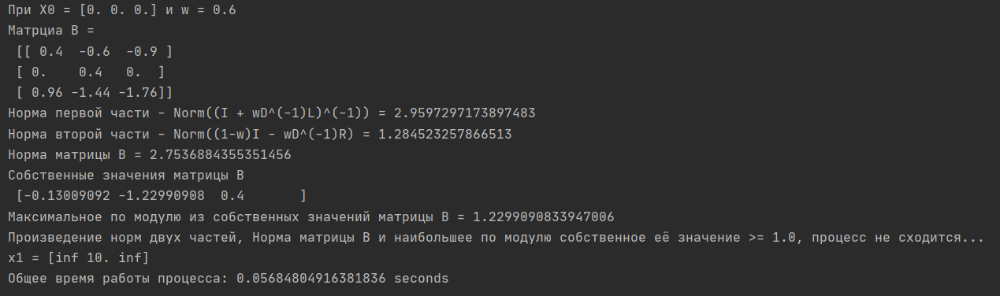 При X0 = [0. 0. 0.] и w = 0.6
Матрциа B =
 [[ 0.4  -0.6  -0.9 ]
 [ 0.    0.4   0.  ]
 [ 0.96 -1.44 -1.76]]
Норма первой части - Norm((I + wD^(-1)L)^(-1)) = 2.9597297173897483
Норма второй части - Norm((1-w)I - wD^(-1)R) = 1.284523257866513
Норма матрицы B = 2.7536884355351456
Собственные значения матрицы B
 [-0.13009092 -1.22990908  0.4       ]
Максимальное по модулю из собственных значений матрицы B = 1.2299090833947006
Произведение норм двух частей, Норма матрицы B и наибольшее по модулю собственное её значение >= 1.0, процесс не сходится...
x1 = [inf 10. inf]
Общее время работы процесса: 0.05684804916381836 seconds